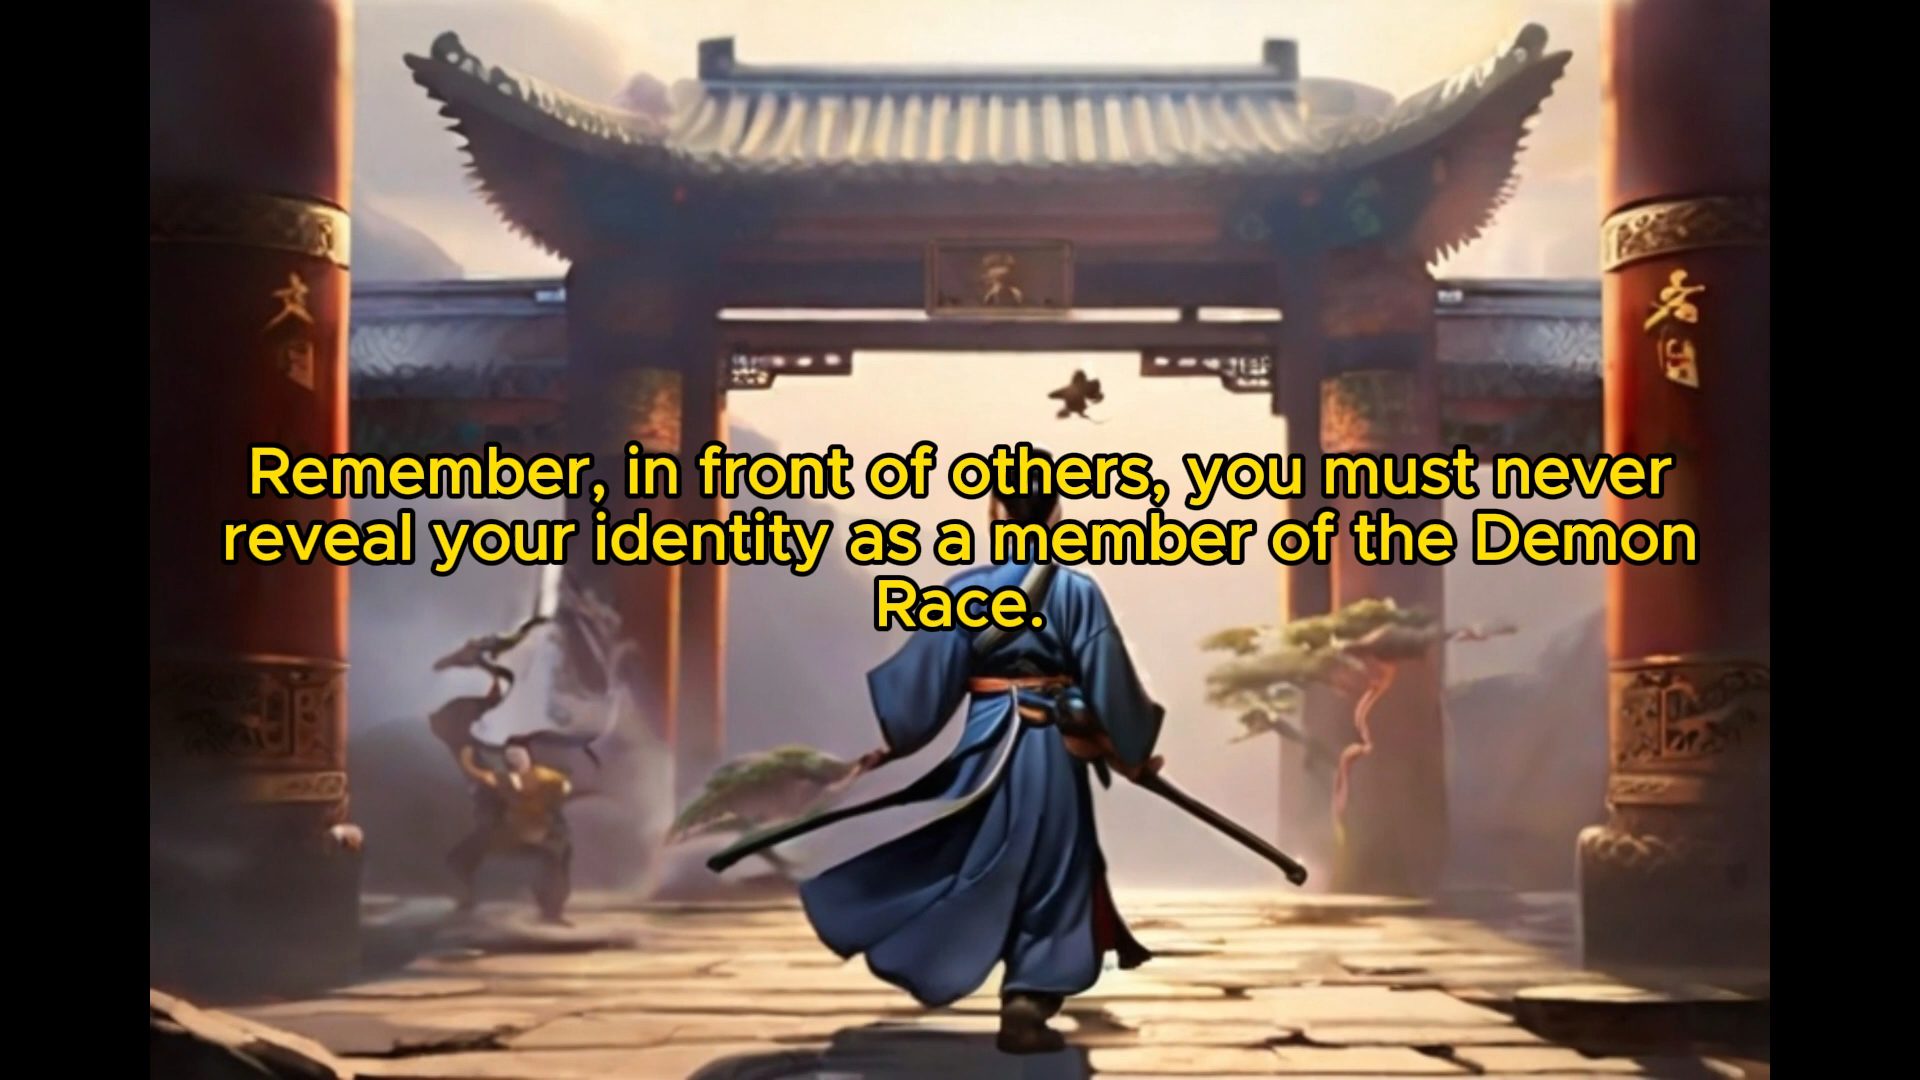 Remember, in front of others, you must never
reveal your identity as a member of the Demon
Race.